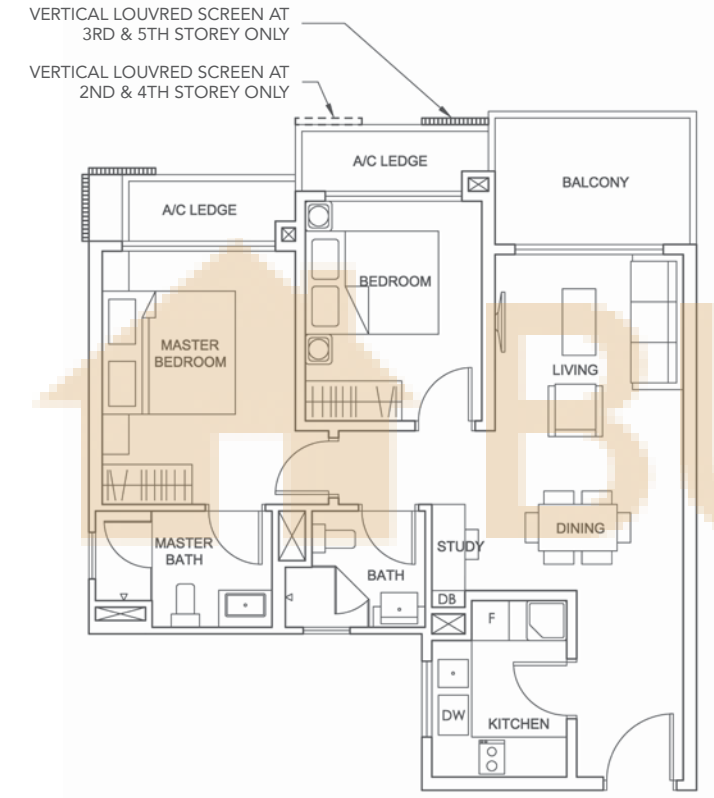 VERTICAL LOUVRED SCREEN AT
3RD & 5TH STOREY ONLY
VERTICAL LOUVRED SCREEN AT
2ND & 4TH STOREY ONLY
A/C LEDGE
BALCONY
A/C LEDGE
BEDROOM
MASTER
BEDROOM
LIVING
DINING
MASTER
BATH
STUDY
BATH
DB
F
DW
KITCHEN